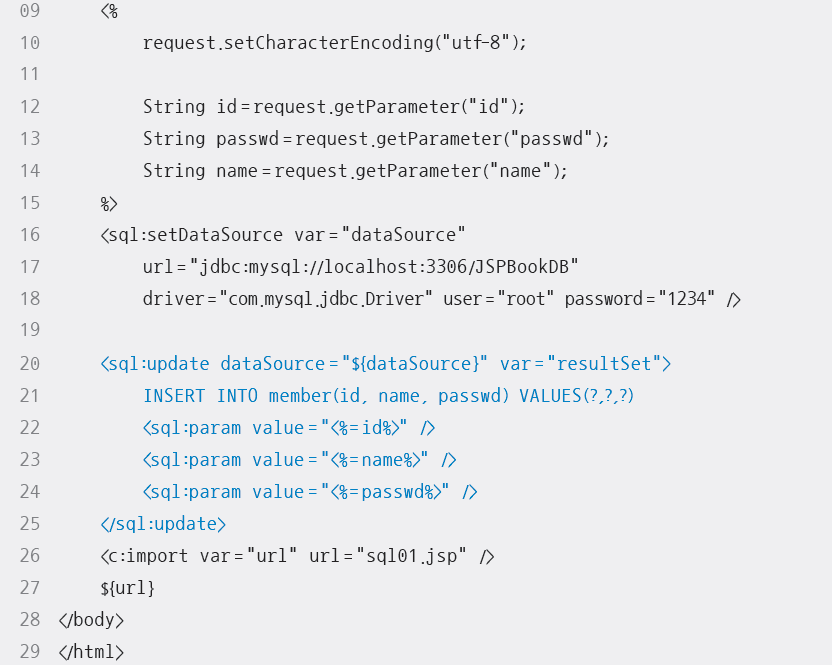 09 <%
10 request.setCharacterEncoding("utf-8");
11
12 String id=request.getParameter("id");
13 String passwd=request.getParameter("passwd");
14 String name=request.getParameter("name");
15 %>
16 <sql:setDataSource var="dataSource"
17 url="jdbc:mysql://localhost:3306/JSPBookDB"
18 driver="com.mysql.jdbc.Driver" user="root" password="1234" />
19
20 <sql:update dataSource="${dataSource}" var="resultSet">
21 INSERT INTO member(id, name, passwd) VALUES(?,?,?)
22 <sql:param value="<%=id%>" />
23 <sql:param value="<%=name%>" />
24 <sql:param value="<%=passwd%>" />
25 </sql:update>
26 <c:import var="url" url="sql01.jsp" />
27 ${url}
28 </body>
29 </html>